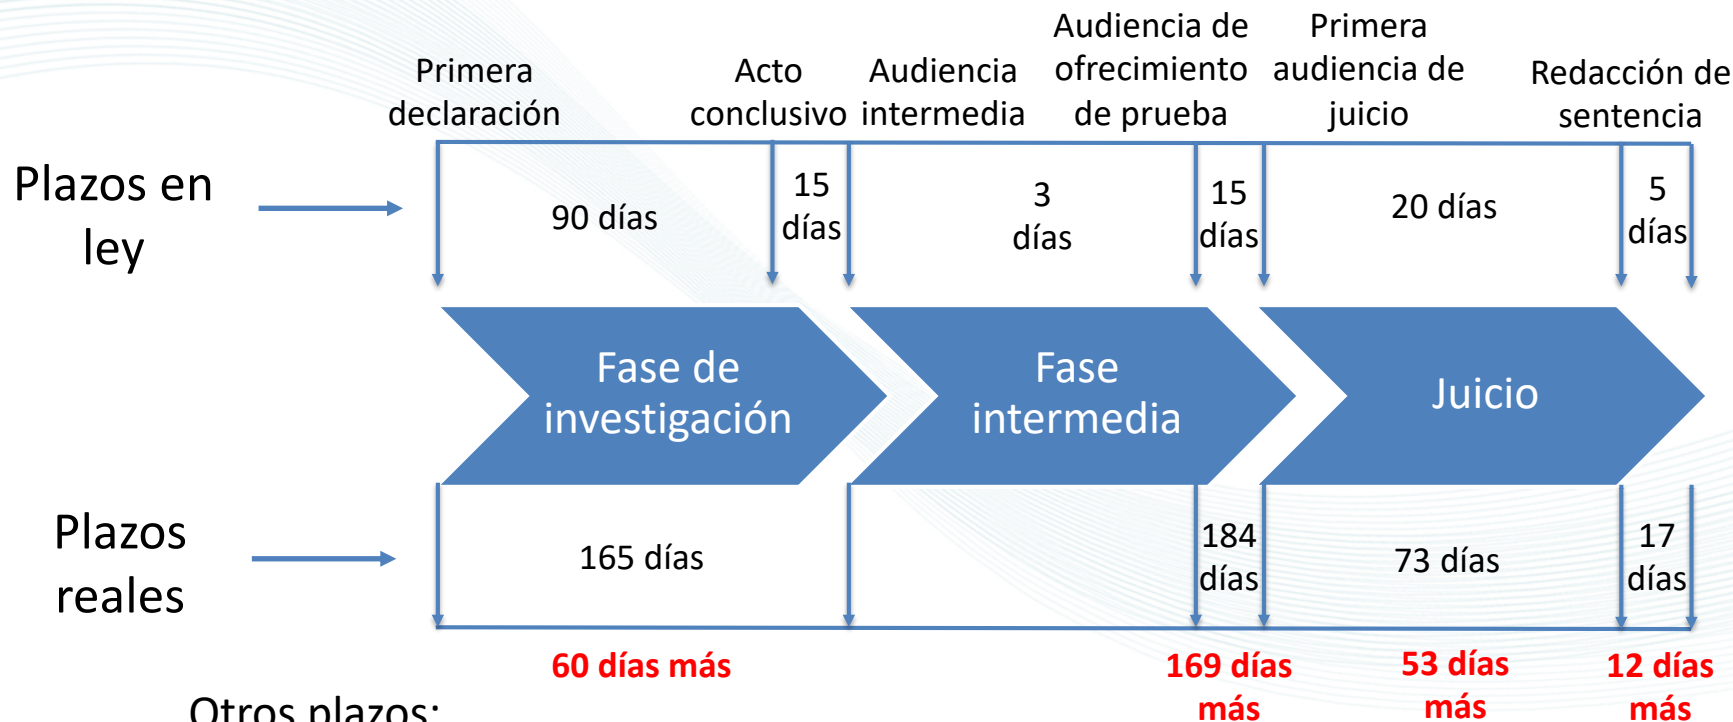 Primera
declaración
Acto
conclusivo
Audiencia
intermedia
Audiencia de
ofrecimiento
de prueba
Primera
audiencia de
juicio
Redacción de
sentencia
Plazos en
ley
90 días
15
días
3
días
15
días
20 días
5
días
Fase de
investigación
Fase
intermedia
Juicio
Plazos
reales
165 días
184
días
73 días
17
días
60 días más
169 días
más
53 días
más
12 días
más
Otros plazos: